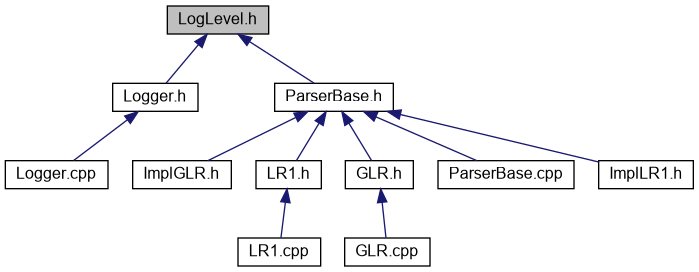 LogLevel.h
Logger.h
ParserBase.h
Logger.cpp
ImplGLR.h
LR1.h
GLR.h
ParserBase.cpp
ImplLR1.h
LR1.cpp
GLR.cpp